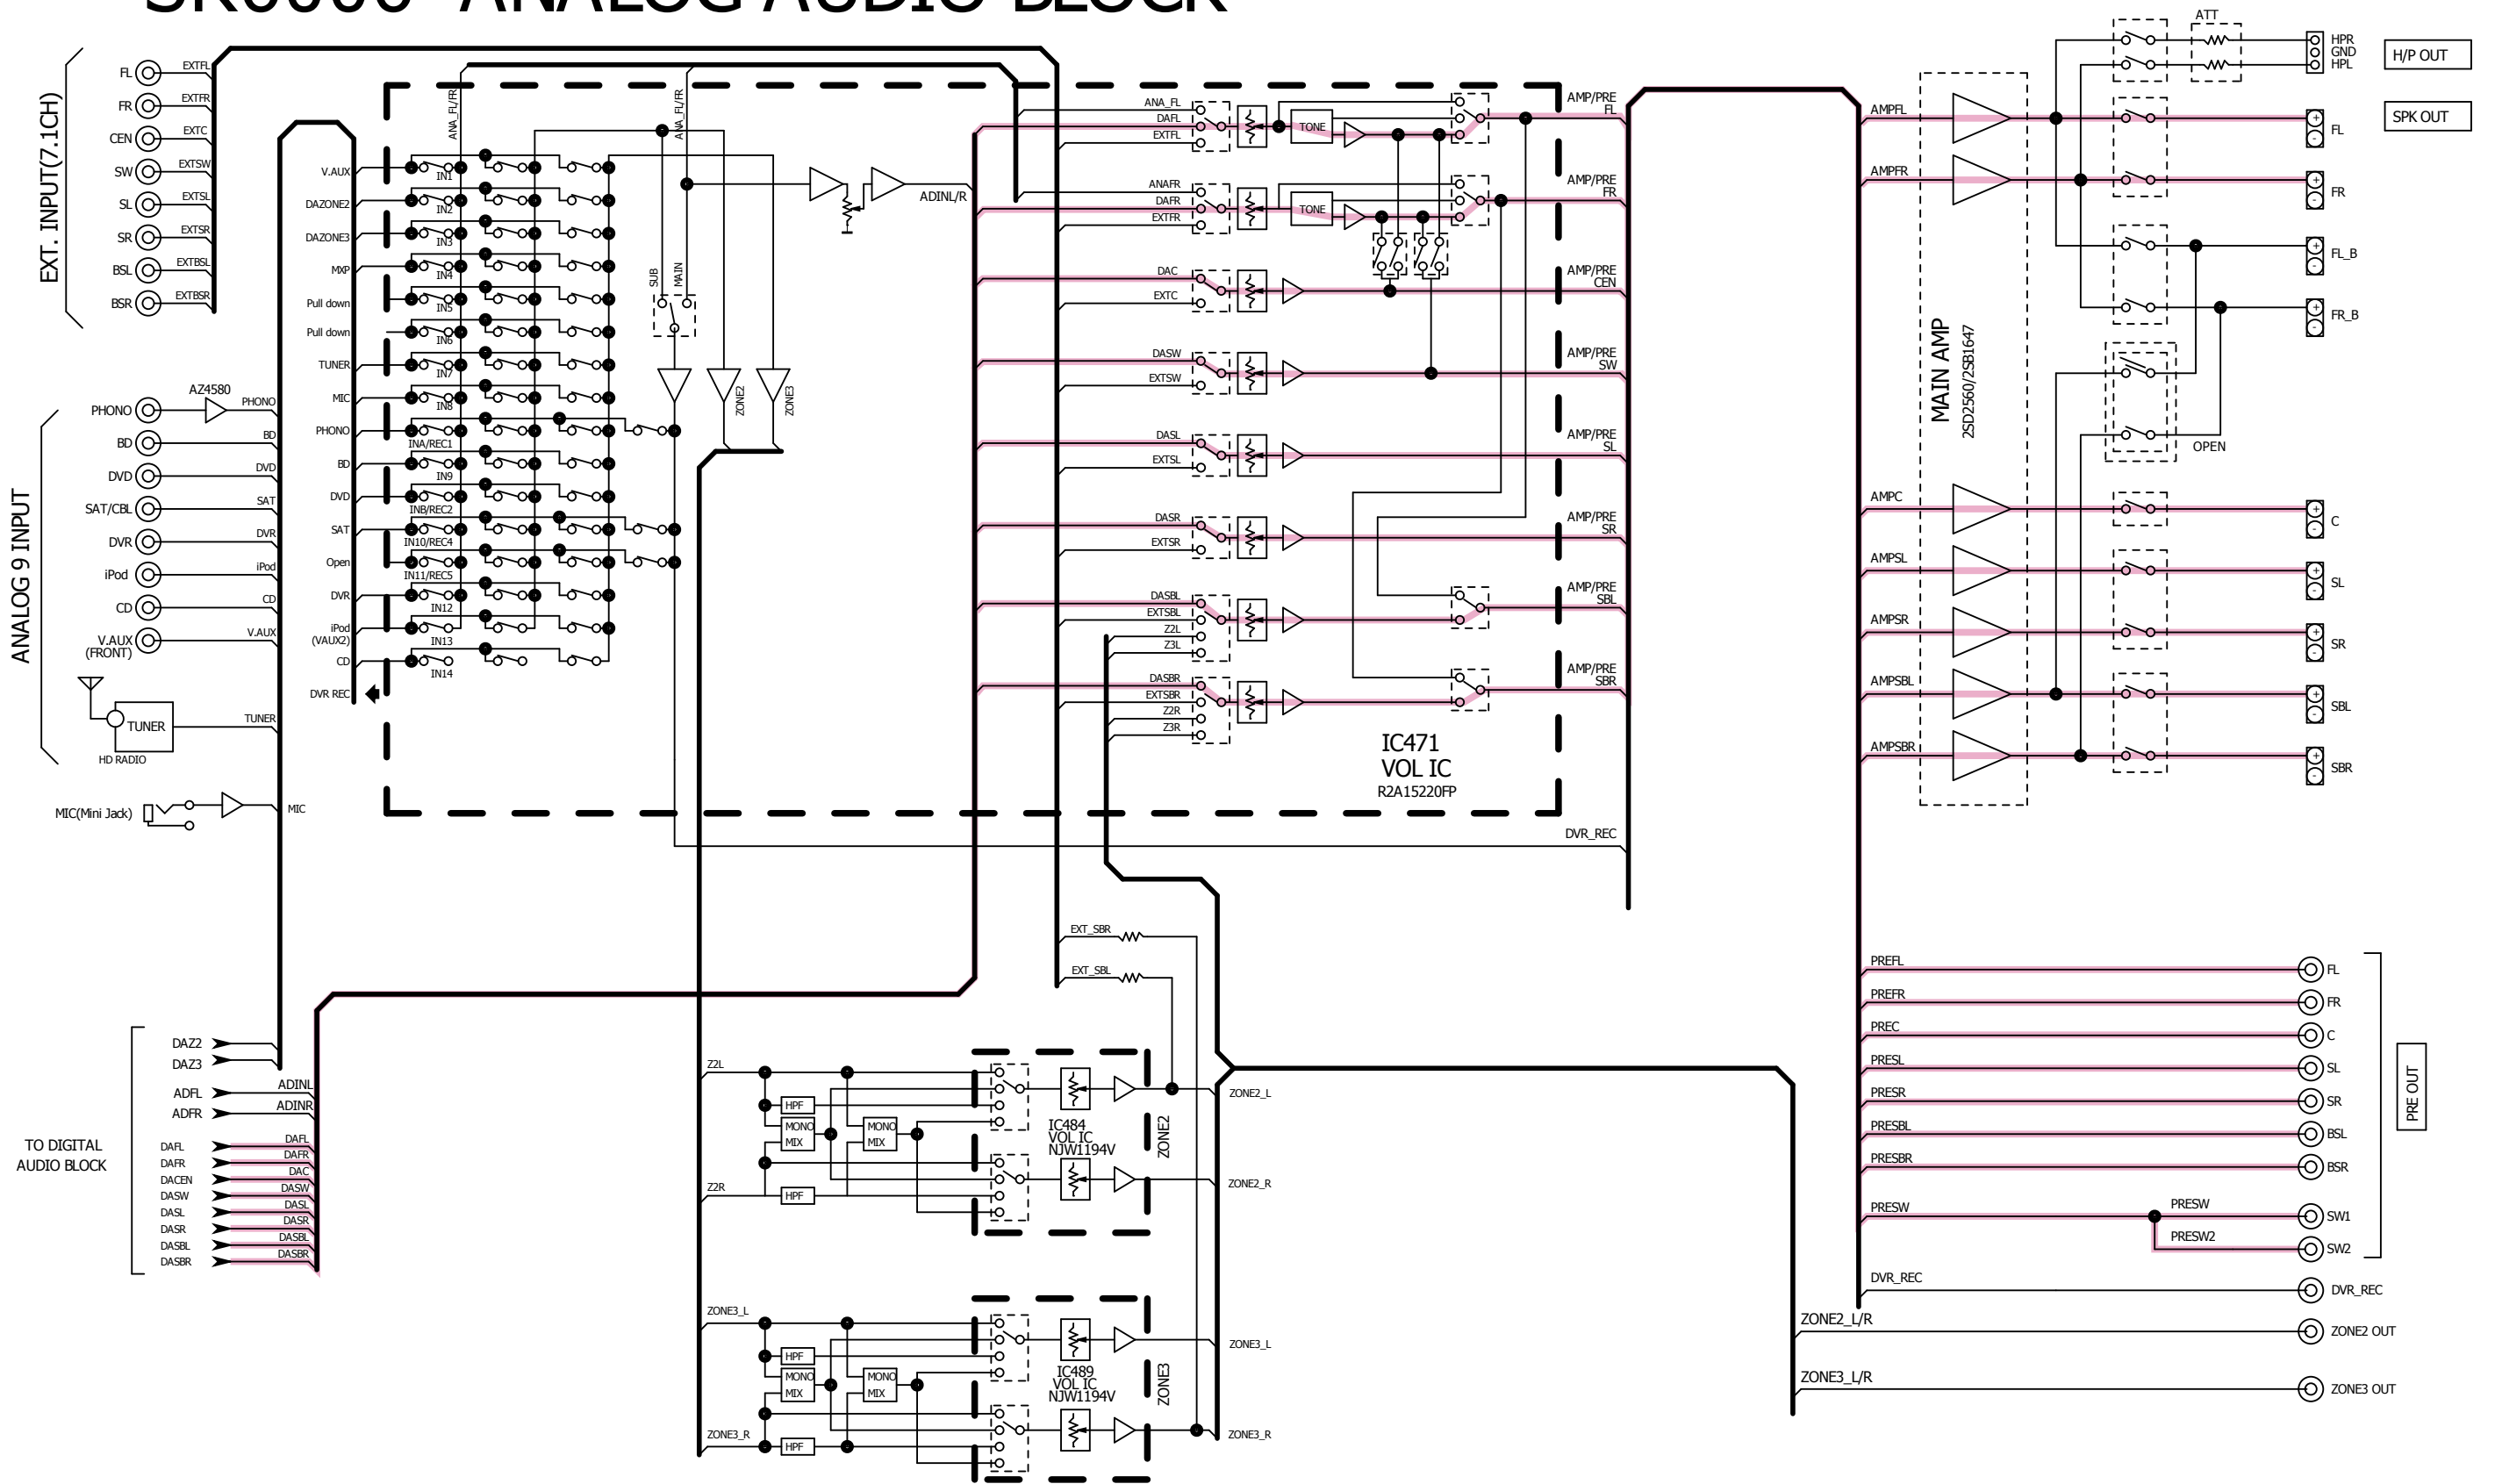 ANALOG AUDIO BLOCK
EXT. INPUT(7.1CH)
FL
EXTFL
FR
EXTFR
CEN
EXTC
SW
EXTSW
SL
EXTSL
SR
EXTSR
BSL
EXTBSL
BSR
EXTBSR
ANALOG 9 INPUT
AZ4580
PHONO
PHONO
BD
BD
DVD
DVD
SAT/CBL
SAT
DVR
DVR
iPod
iPod
CD
CD
V.AUX
(FRONT)
V.AUX
TUNER
TUNER
HD RADIO
MIC(Mini Jack)
MIC
V.AUX
DAZONE2
DAZONE3
MXP
Pull down
Pull down
TUNER
MIC
PHONO
BD
DVD
SAT
Open
DVR
iPod
(VAUX2)
CD
DVR REC
IN1
IN2
IN3
IN4
IN5
IN6
IN7
IN8
INA/REC1
IN9
INB/REC2
IN10/REC4
IN11/REC5
IN12
IN13
IN14
ANA_FL/FR
ANA_FL/FR
SUB
MAIN
ZONE2
ZONE3
ADINL/R
ANA_FL
DAFL
EXTFL
TONE
AMP/PRE
FL
ANAFR
DAFR
EXTFR
TONE
AMP/PRE
FR
DAC
EXTC
AMP/PRE
CEN
DASW
EXTSW
AMP/PRE
SW
DASL
EXTSL
AMP/PRE
SL
DASR
EXTSR
AMP/PRE
SR
DASBL
EXTSBL
Z2L
Z3L
AMP/PRE
SBL
DASBR
EXTSBR
Z2R
Z3R
AMP/PRE
SBR
IC471
VOL IC
R2A15220FP
DVR_REC
MAIN AMP
2SD2560/2SB1647
AMPFL
AMPFR
AMPC
AMPSL
AMPSR
AMPSBL
AMPSBR
ATT
HPR
GND
HPL
H/P OUT
SPK OUT
+
-
FL
+
-
FR
+
-
FL_B
+
-
FR_B
OPEN
+
-
C
+
-
SL
+
-
SR
+
-
SBL
+
-
SBR
EXT_SBR
EXT_SBL
TO DIGITAL
AUDIO BLOCK
DAZ2
DAZ3
ADFL
ADINL
ADFR
ADINR
DAFL
DAFL
DAFR
DAFR
DACEN
DAC
DASW
DASW
DASL
DASL
DASR
DASR
DASBL
DASBL
DASBR
DASBR
Z2L
HPF
MONO
MIX
MONO
MIX
Z2R
HPF
IC484
VOL IC
NJW1194V
ZONE2
ZONE2_L
ZONE2_R
ZONE3_L
HPF
MONO
MIX
MONO
MIX
ZONE3_R
HPF
IC489
VOL IC
NJW1194V
ZONE3
ZONE3_L
ZONE3_R
PREFL
FL
PREFR
FR
PREC
C
PRESL
SL
PRESR
SR
PRESBL
BSL
PRESBR
BSR
PRESW
PRESW
SW1
PRESW2
SW2
PRE OUT
DVR_REC
DVR_REC
ZONE2_L/R
ZONE2 OUT
ZONE3_L/R
ZONE3 OUT